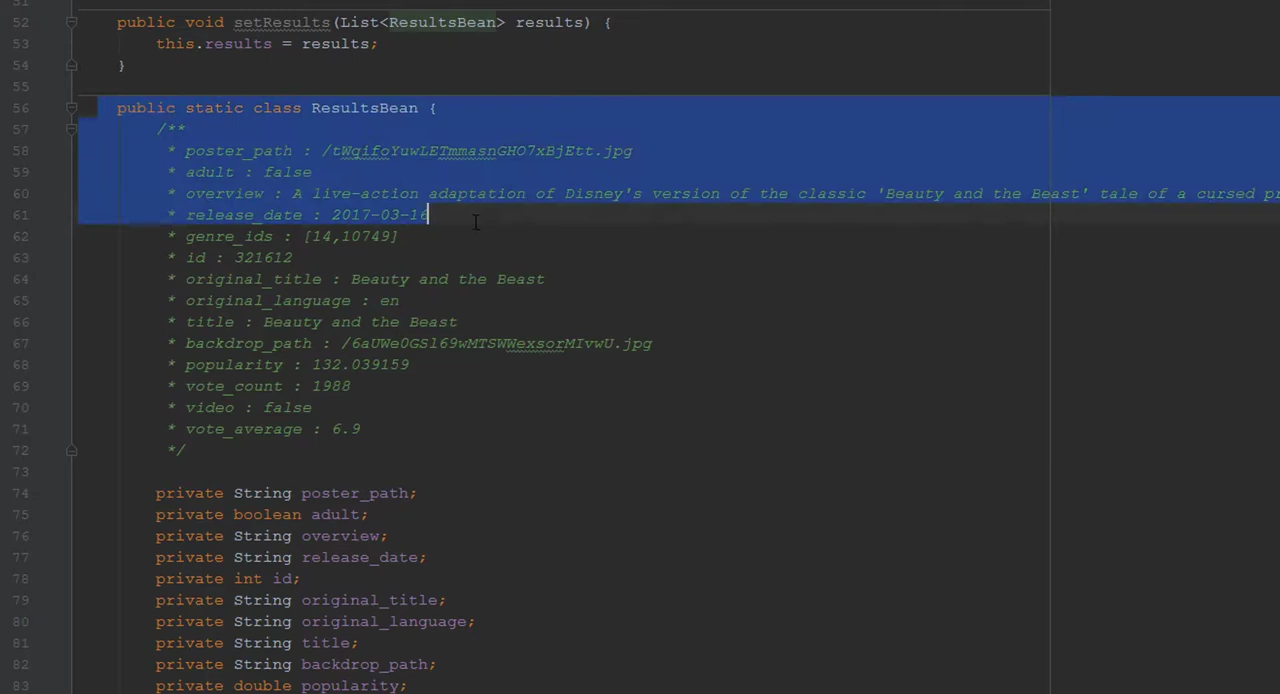 51
52 public void setResults(List<ResultsBean> results) {
53 this.results = results;
54 }
55
56 public static class ResultsBean {
57 /**
58 * poster_path : /tWqifoYuwLETmmasnGHO7xBjEtt.jpg
59 * adult : false
60 * overview : A live-action adaptation of Disney's version of the classic 'Beauty and the Beast' tale of a cursed pr
61 * release_date : 2017-03-16
62 * genre_ids : [14,10749]
63 * id : 321612
64 * original_title : Beauty and the Beast
65 * original_language : en
66 * title : Beauty and the Beast
67 * backdrop_path : /6aUWe0GSl69wMTSWWexsorMIvwU.jpg
68 * popularity : 132.039159
69 * vote_count : 1988
70 * video : false
71 * vote_average : 6.9
72 */
73
74 private String poster_path;
75 private boolean adult;
76 private String overview;
77 private String release_date;
78 private int id;
79 private String original_title;
80 private String original_language;
81 private String title;
82 private String backdrop_path;
83 private double popularity;